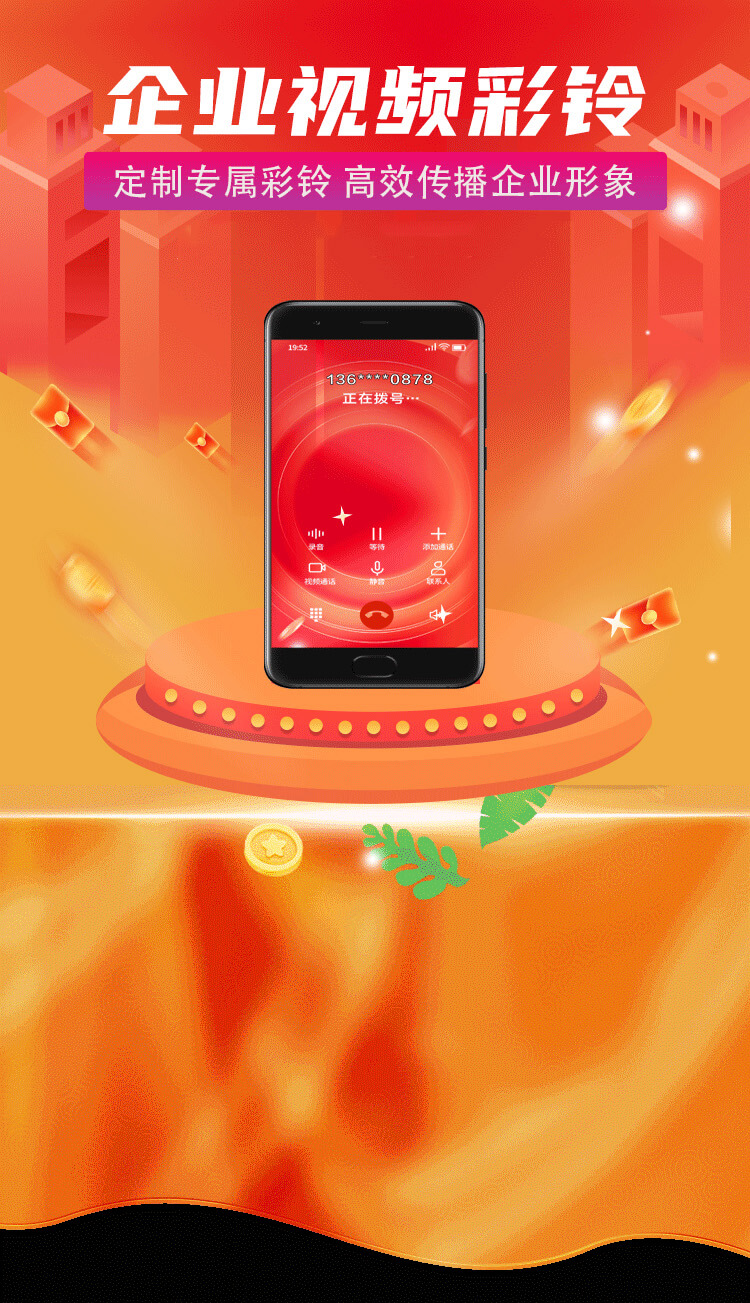 企业视频彩铃
定制专属彩铃 高效传播企业形象
19:52
136****0878
正在拨号···
录音 等待 添加通话
视频通话 静音 联系人